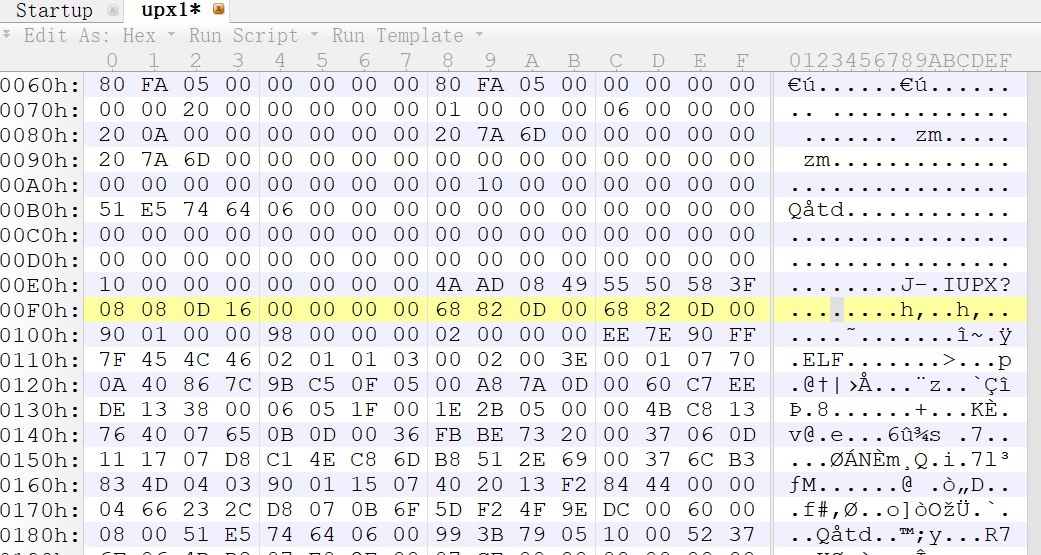 Startup upx1*
Edit As: Hex Run Script Run Template
0 1 2 3 4 5 6 7 8 9 A B C D E F 0123456789ABCDEF
0060h: 80 FA 05 00 00 00 00 00 80 FA 05 00 00 00 00 00 €ú......€ú......
0070h: 00 00 20 00 00 00 00 00 01 00 00 00 06 00 00 00 .. .............
0080h: 20 0A 00 00 00 00 00 00 20 7A 6D 00 00 00 00 00 ....... zm.....
0090h: 20 7A 6D 00 00 00 00 00 00 00 00 00 00 00 00 00 zm.............
00A0h: 00 00 00 00 00 00 00 00 00 10 00 00 00 00 00 00 ................
00B0h: 51 E5 74 64 06 00 00 00 00 00 00 00 00 00 00 00 Qåtd............
00C0h: 00 00 00 00 00 00 00 00 00 00 00 00 00 00 00 00 ................
00D0h: 00 00 00 00 00 00 00 00 00 00 00 00 00 00 00 00 ................
00E0h: 10 00 00 00 00 00 00 00 4A AD 08 49 55 50 58 3F ........J-.IUPX?
00F0h: 08 08 0D 16 00 00 00 00 68 82 0D 00 68 82 0D 00 ........h‚..h‚..
0100h: 90 01 00 00 98 00 00 00 02 00 00 00 EE 7E 90 FF ....˜.......î~.ÿ
0110h: 7F 45 4C 46 02 01 01 03 00 02 00 3E 00 01 07 70 .ELF.......>...p
0120h: 0A 40 86 7C 9B C5 0F 05 00 A8 7A 0D 00 60 C7 EE .@†|›Å...¨z..`Çî
0130h: DE 13 38 00 06 05 1F 00 1E 2B 05 00 00 4B C8 13 Þ.8......+...KÈ.
0140h: 76 40 07 65 0B 0D 00 36 FB BE 73 20 00 37 06 0D v@.e...6û¾s .7..
0150h: 11 17 07 D8 C1 4E C8 6D B8 51 2E 69 00 37 6C B3 ...ØÁNÈm¸Q.i.7l³
0160h: 83 4D 04 03 90 01 15 07 40 20 13 F2 84 44 00 00 ƒM......@ .ò„D..
0170h: 04 66 23 2C D8 07 0B 6F 5D F2 4F 9E DC 00 60 00 .f#,Ø..o]òOžÜ.`.
0180h: 08 00 51 E5 74 64 06 00 99 3B 79 05 10 00 52 37 ..Qåtd..™;y...R7